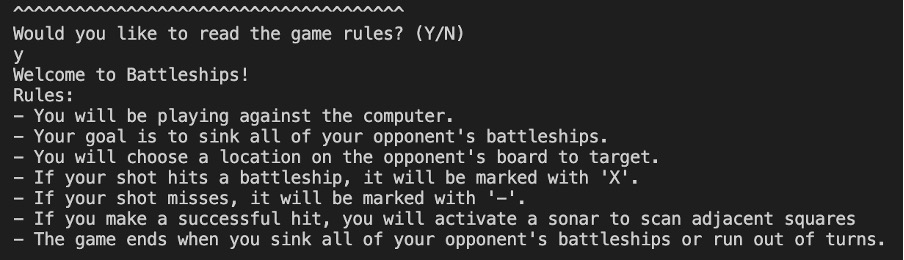 ^^^^^^^^^^^^^^^^^^^^^^^^^^^^^^^^^^^^^
Would you like to read the game rules? (Y/N)
y
Welcome to Battleships!
Rules:
- You will be playing against the computer.
- Your goal is to sink all of your opponent's battleships.
- You will choose a location on the opponent's board to target.
- If your shot hits a battleship, it will be marked with 'X'.
- If your shot misses, it will be marked with '-'.
- If you make a successful hit, you will activate a sonar to scan adjacent squares
- The game ends when you sink all of your opponent's battleships or run out of turns.